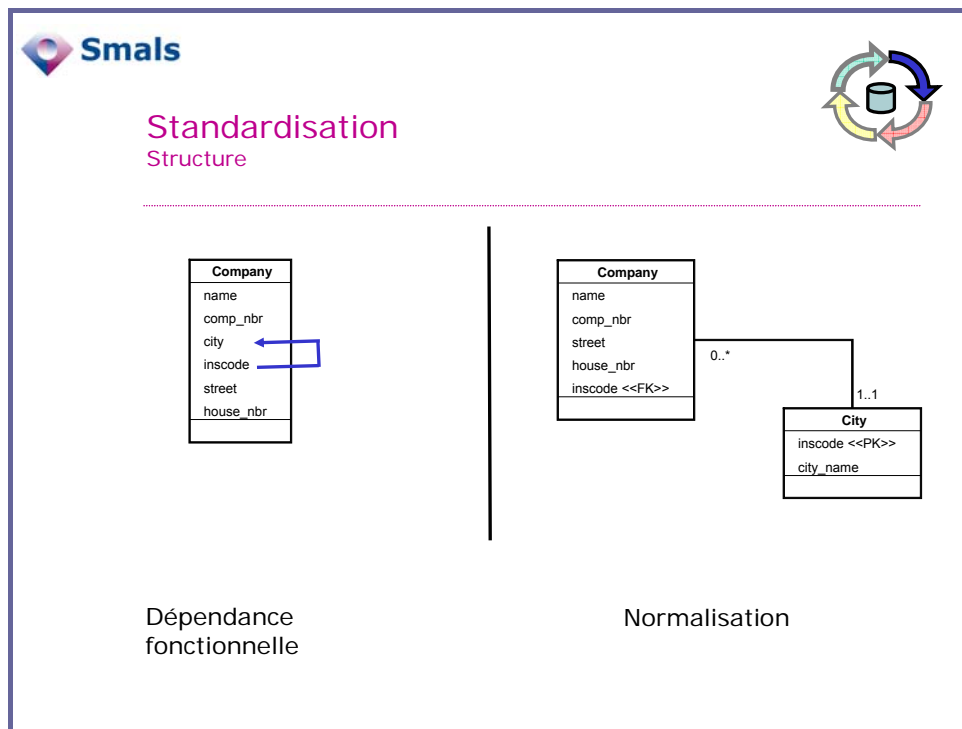 Smals
Standardisation
Structure
Company
name
comp_nbr
city
inscode
street
house_nbr
Company
name
comp_nbr
street
house_nbr
inscode <<FK>>
0..*
1..1
City
inscode <<PK>>
city_name
Dépendance
fonctionnelle
Normalisation